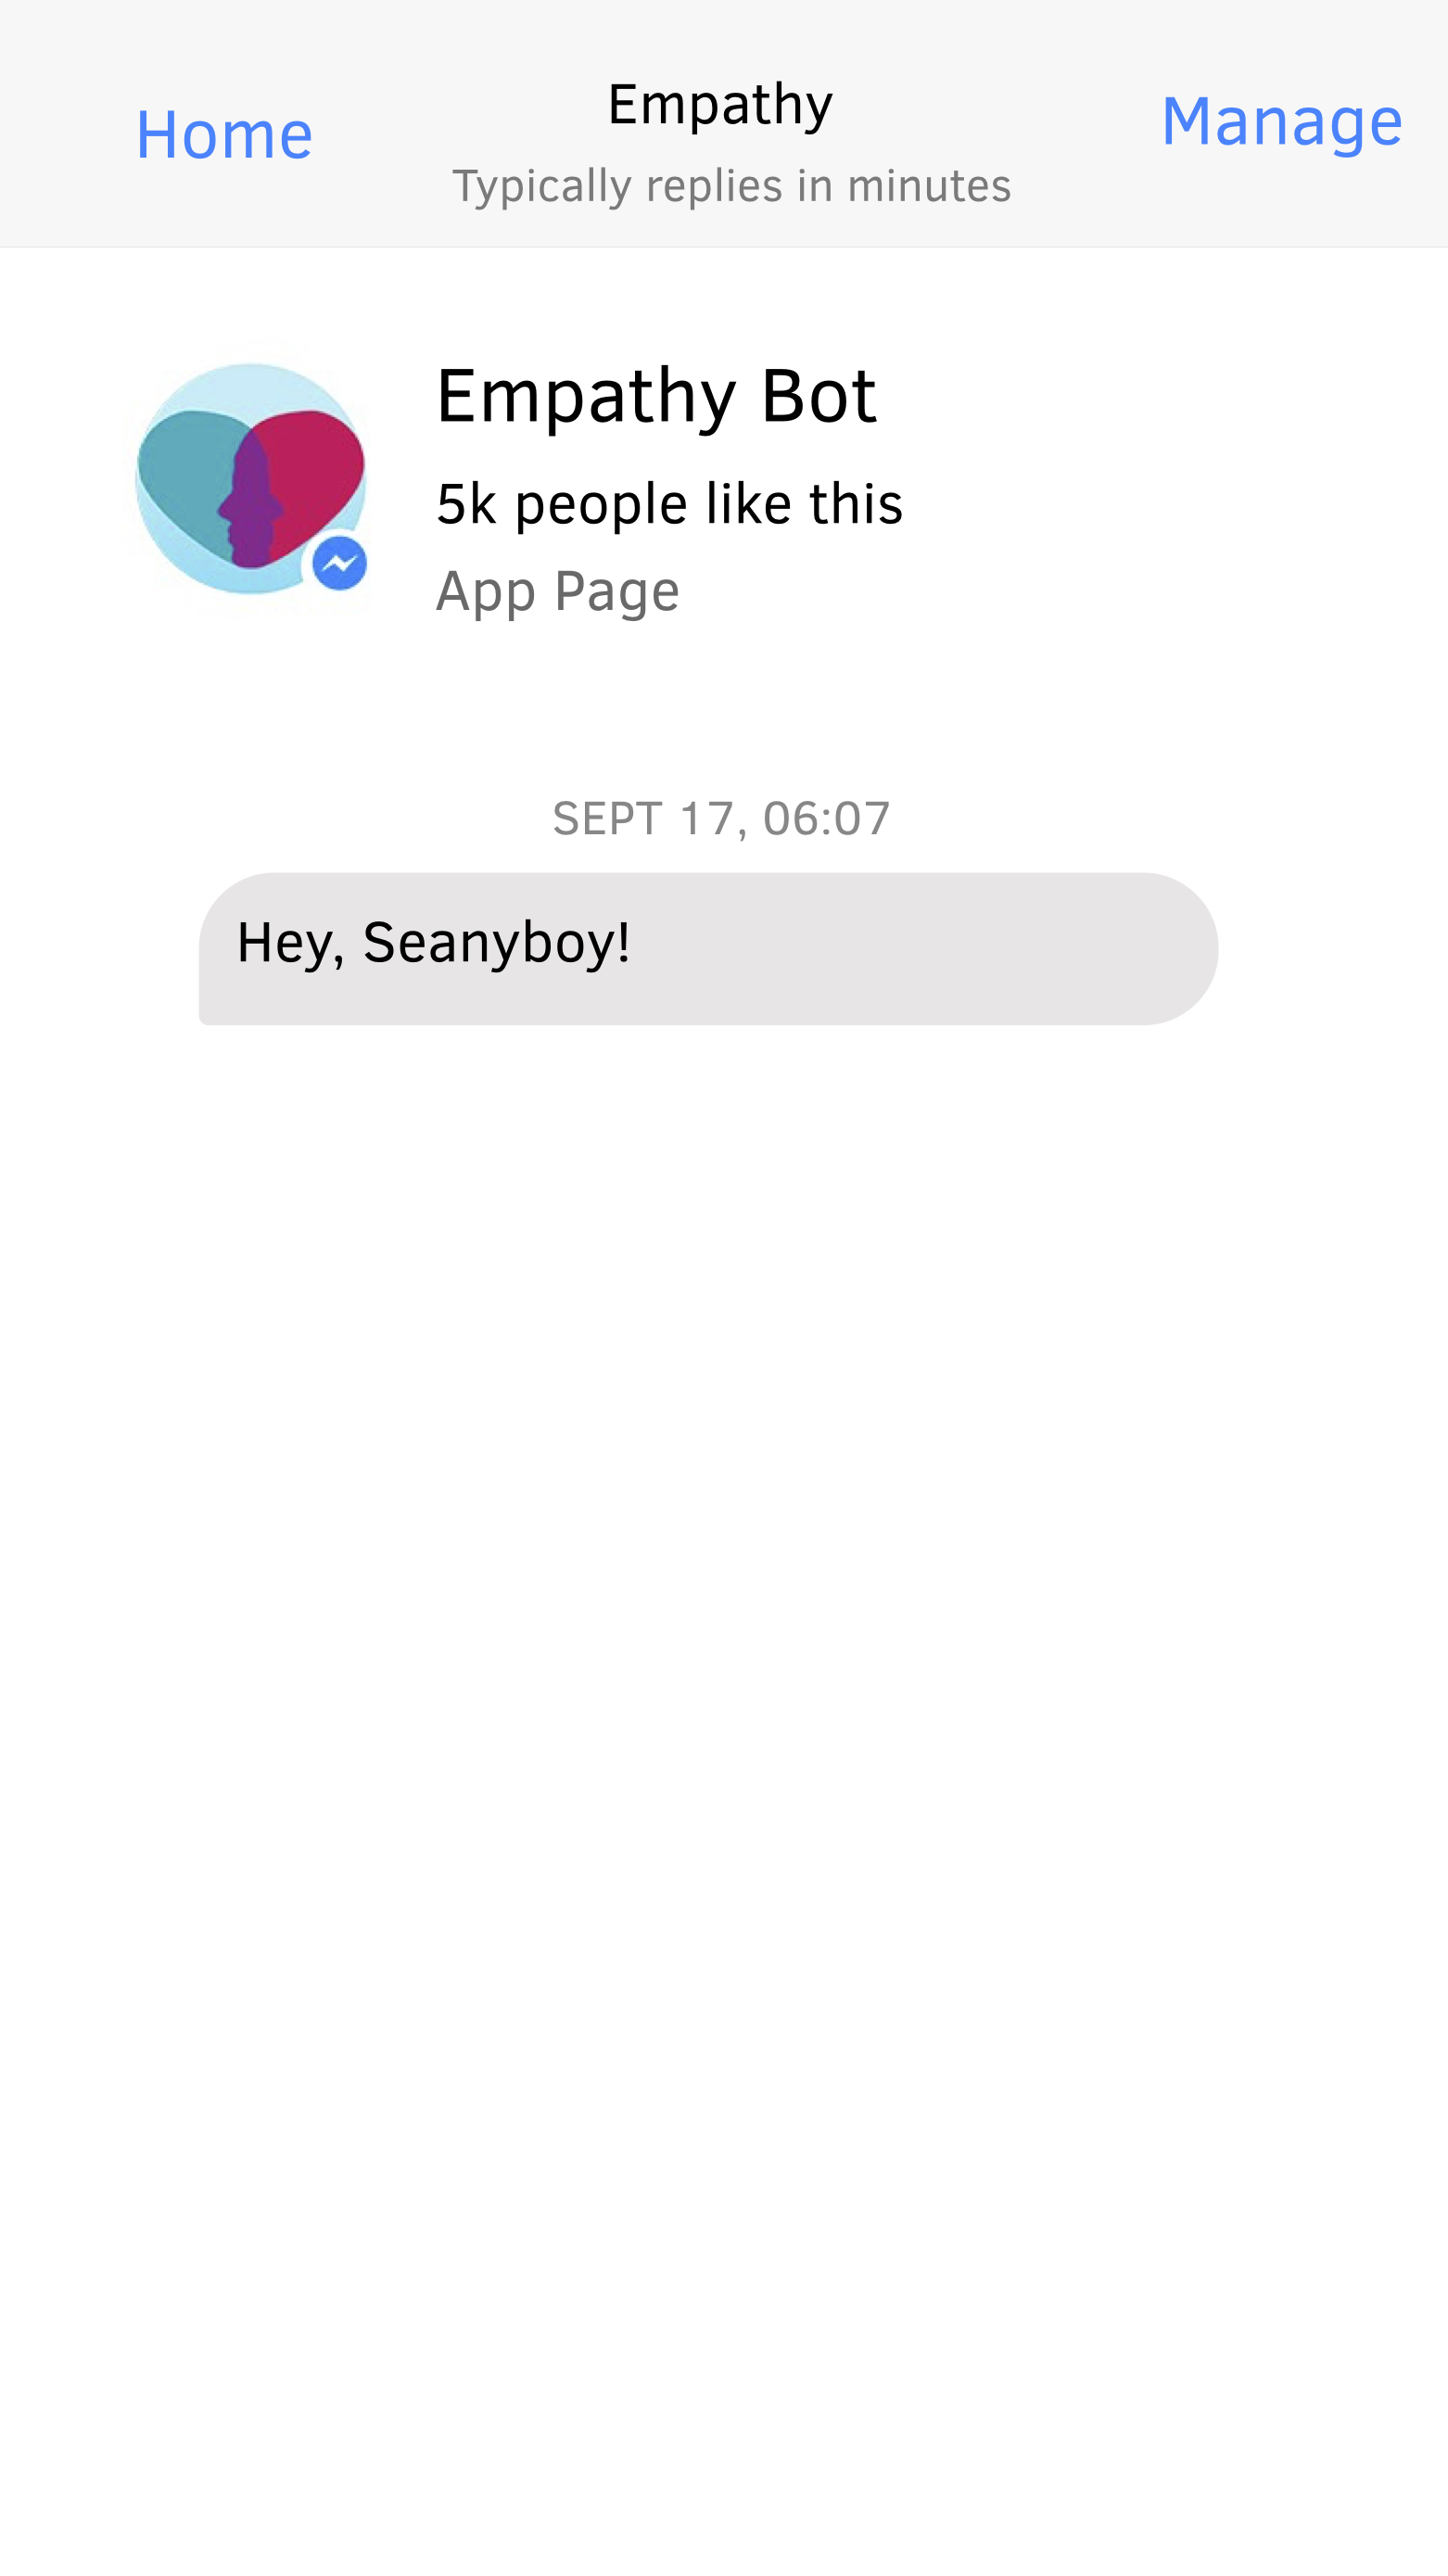 Home
Empathy
Manage
Typically replies in minutes
Empathy Bot
5k people like this
App Page
SEPT 17, 06:07
Hey, Seanyboy!